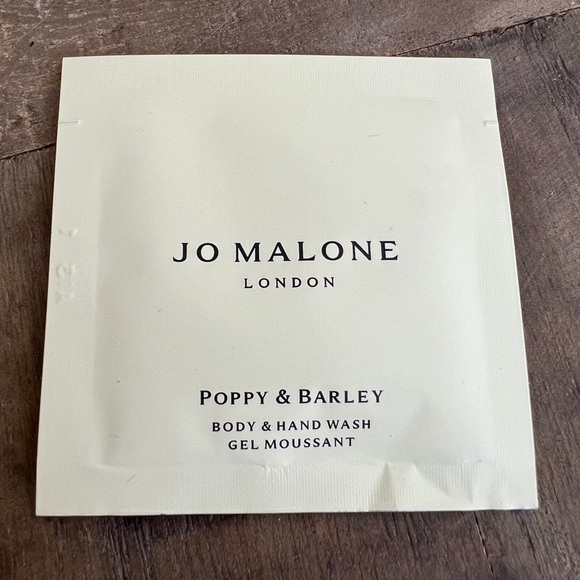 JO MALONE
LONDON
POPPY & BARLEY
BODY & HAND WASH
GEL MOUSSANT